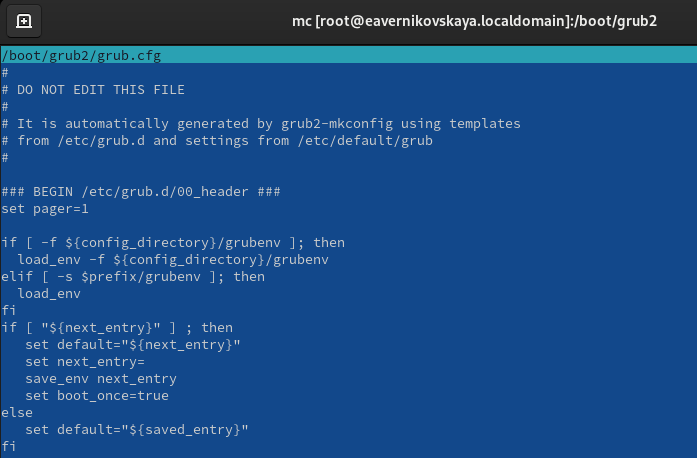 mc [root@eavernikovskaya.localdomain]:/boot/grub2
/boot/grub2/grub.cfg
#
# DO NOT EDIT THIS FILE
#
# It is automatically generated by grub2-mkconfig using templates
# from /etc/grub.d and settings from /etc/default/grub
#

### BEGIN /etc/grub.d/00_header ###
set pager=1

if [ -f ${config_directory}/grubenv ]; then
  load_env -f ${config_directory}/grubenv
elif [ -s $prefix/grubenv ]; then
  load_env
fi
if [ "${next_entry}" ] ; then
   set default="${next_entry}"
   set next_entry=
   save_env next_entry
   set boot_once=true
else
   set default="${saved_entry}"
fi